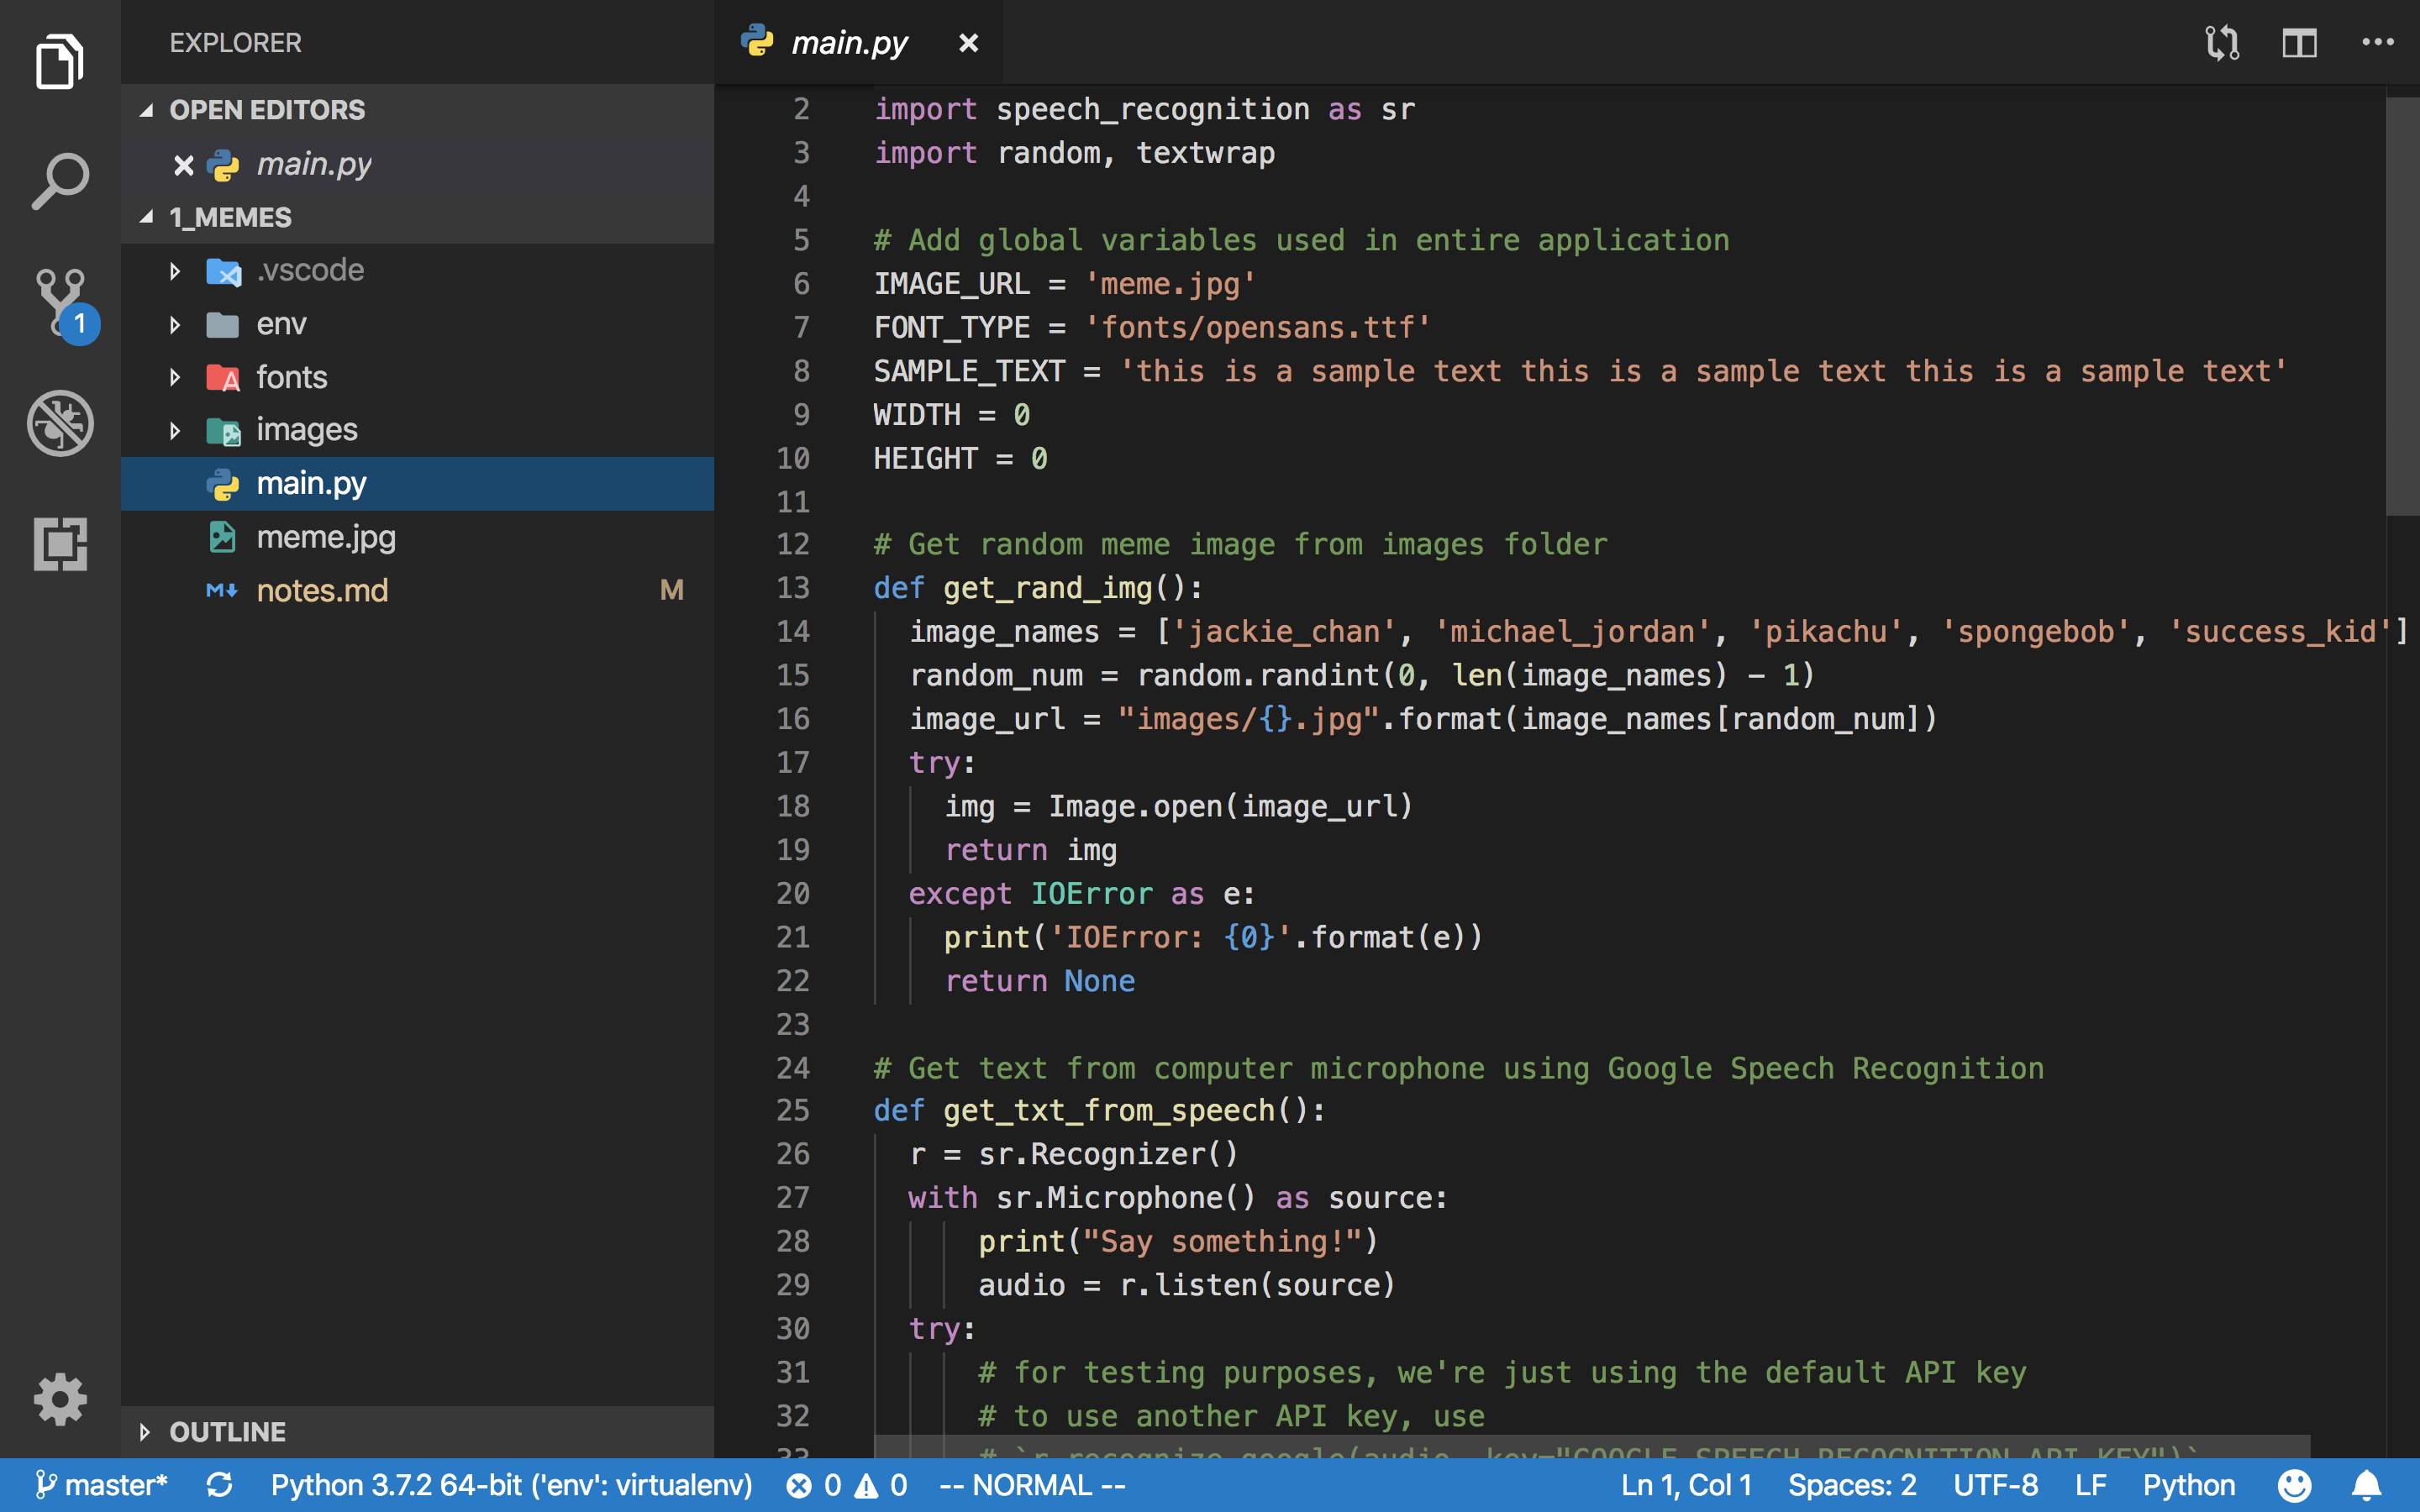 EXPLORER
OPEN EDITORS
main.py
1_MEMES
.vscode
env
fonts
images
main.py
meme.jpg
notes.md M
OUTLINE
main.py
2 import speech_recognition as sr
3 import random, textwrap
4
5 # Add global variables used in entire application
6 IMAGE_URL = 'meme.jpg'
7 FONT_TYPE = 'fonts/opensans.ttf'
8 SAMPLE_TEXT = 'this is a sample text this is a sample text this is a sample text'
9 WIDTH = 0
10 HEIGHT = 0
11
12 # Get random meme image from images folder
13 def get_rand_img():
14   image_names = ['jackie_chan', 'michael_jordan', 'pikachu', 'spongebob', 'success_kid']
15   random_num = random.randint(0, len(image_names) - 1)
16   image_url = "images/{}.jpg".format(image_names[random_num])
17   try:
18     img = Image.open(image_url)
19     return img
20   except IOError as e:
21     print('IOError: {0}'.format(e))
22     return None
23
24 # Get text from computer microphone using Google Speech Recognition
25 def get_txt_from_speech():
26   r = sr.Recognizer()
27   with sr.Microphone() as source:
28       print("Say something!")
29       audio = r.listen(source)
30   try:
31       # for testing purposes, we're just using the default API key
32       # to use another API key, use
33       # `r.recognize_google(audio, key="GOOGLE_SPEECH_RECOGNITION_API_KEY")`
1
master* Python 3.7.2 64-bit ('env': virtualenv) 0 0 -- NORMAL -- Ln 1, Col 1 Spaces: 2 UTF-8 LF Python